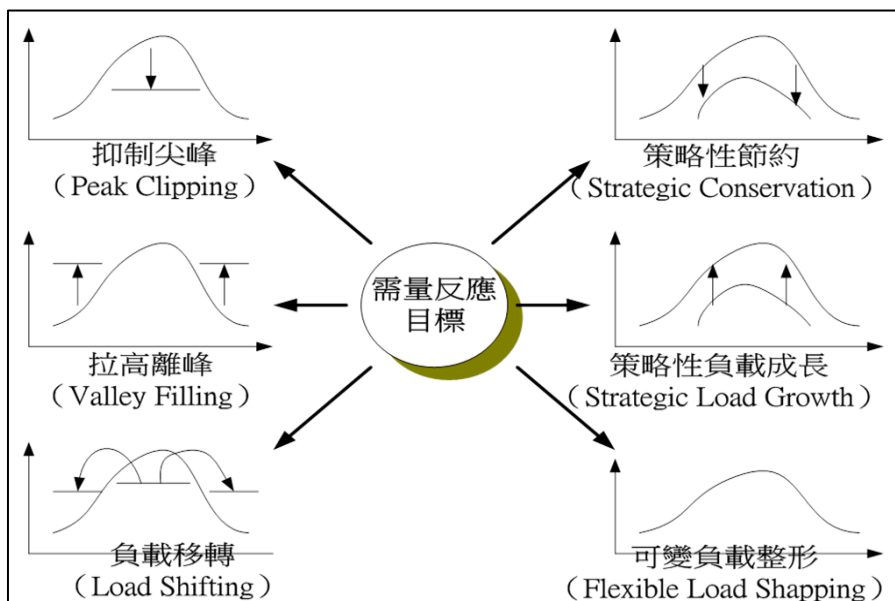 抑制尖峰
（Peak Clipping）
策略性節約
（Strategic Conservation）
需量反應
目標
拉高離峰
（Valley Filling）
策略性負載成長
（Strategic Load Growth）
負載移轉
（Load Shifting）
可變負載整形
（Flexible Load Shapping）